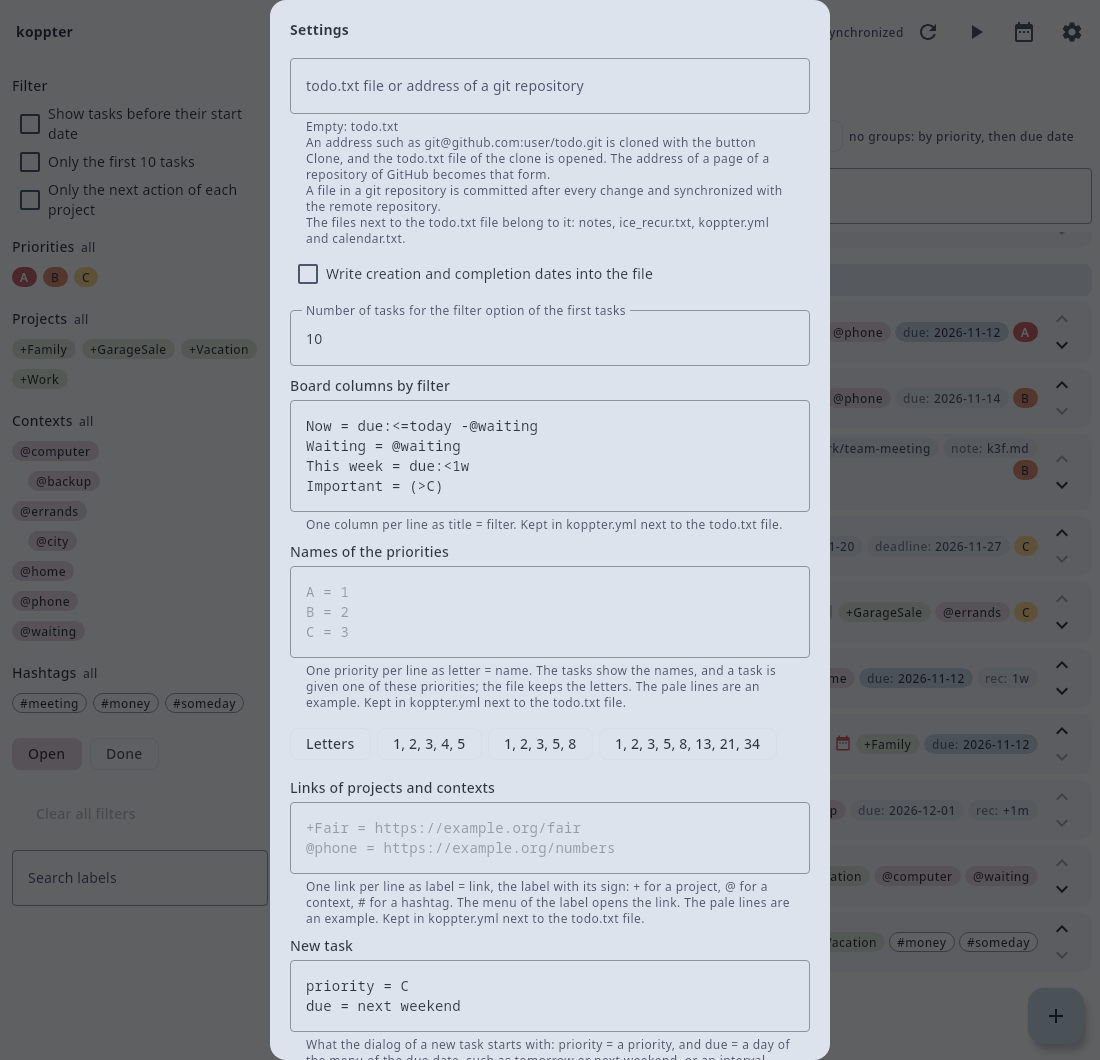 koppter
Settings
ynchronized
Filter
Show tasks before their start
date
Only the first 10 tasks
Only the next action of each
project
Priorities all
A B C
Projects all
+Family +GarageSale +Vacation
+Work
Contexts all
@computer
@backup
@errands
@city
@home
@phone
@waiting
Hashtags all
#meeting #money #someday
Open Done
Clear all filters
Search labels
todo.txt file or address of a git repository
Empty: todo.txt
An address such as git@github.com:user/todo.git is cloned with the button
Clone, and the todo.txt file of the clone is opened. The address of a page of a
repository of GitHub becomes that form.
A file in a git repository is committed after every change and synchronized with
the remote repository.
The files next to the todo.txt file belong to it: notes, ice_recur.txt, koppter.yml
and calendar.txt.
Write creation and completion dates into the file
Number of tasks for the filter option of the first tasks
10
Board columns by filter
Now = due:<=today -@waiting
Waiting = @waiting
This week = due:<1w
Important = (>C)
One column per line as title = filter. Kept in koppter.yml next to the todo.txt file.
Names of the priorities
A = 1
B = 2
C = 3
One priority per line as letter = name. The tasks show the names, and a task is
given one of these priorities; the file keeps the letters. The pale lines are an
example. Kept in koppter.yml next to the todo.txt file.
Letters 1, 2, 3, 4, 5 1, 2, 3, 5, 8 1, 2, 3, 5, 8, 13, 21, 34
Links of projects and contexts
+Fair = https://example.org/fair
@phone = https://example.org/numbers
One link per line as label = link, the label with its sign: + for a project, @ for a
context, # for a hashtag. The menu of the label opens the link. The pale lines are
an example. Kept in koppter.yml next to the todo.txt file.
New task
priority = C
due = next weekend
What the dialog of a new task starts with: priority = a priority, and due = a day of
the menu of the due date, such as tomorrow or next weekend, or an interval
no groups: by priority, then due date
@phone due: 2026-11-12 A
@phone due: 2026-11-14 B
rk/team-meeting note: k3f.md
B
1-20 deadline: 2026-11-27 C
+GarageSale @errands C
me due: 2026-11-12 rec: 1w
+Family due: 2026-11-12
p due: 2026-12-01 rec: +1m
ation @computer @waiting
Vacation #money #someday
+